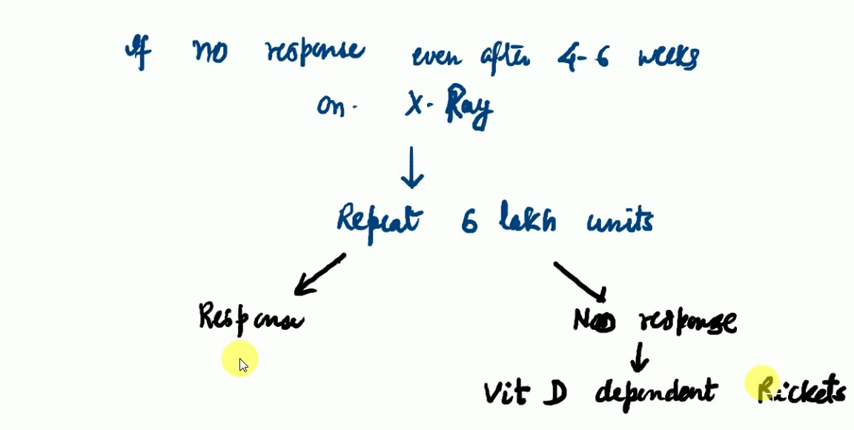 If no response even after 4-6 weeks
on. X-Ray
Repeat 6 lakh units
Response
No response
Vit D dependent Rickets